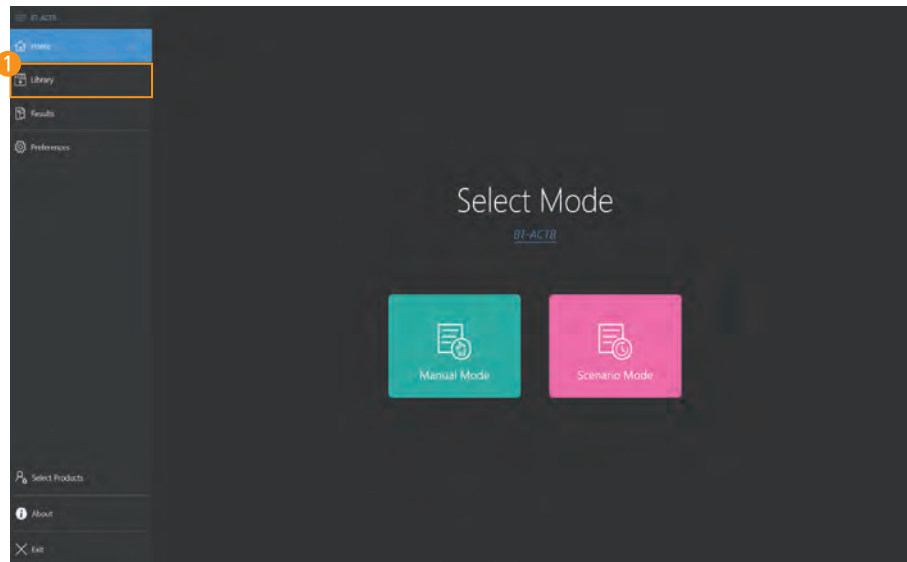 BT-ACTB
Home
1
Library
Results
Preferences
Select Mode
BT-ACTB
Manual Mode
Scenario Mode
Select Products
About
Exit